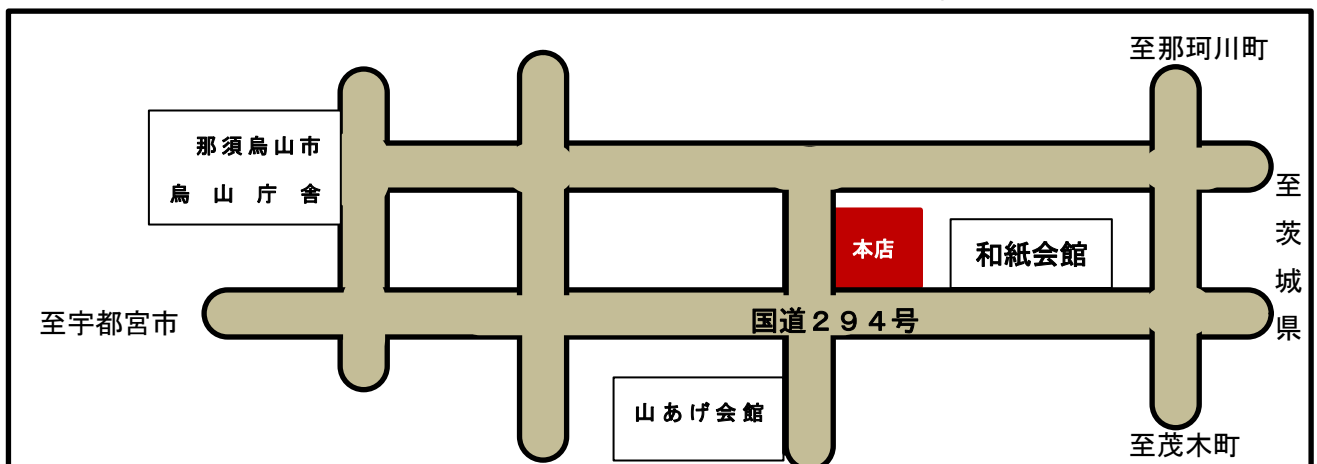 至那珂川町
那須烏山市
烏山庁舎
至茨城県
本店
和紙会館
至宇都宮市
国道２９４号
山あげ会館
至茂木町